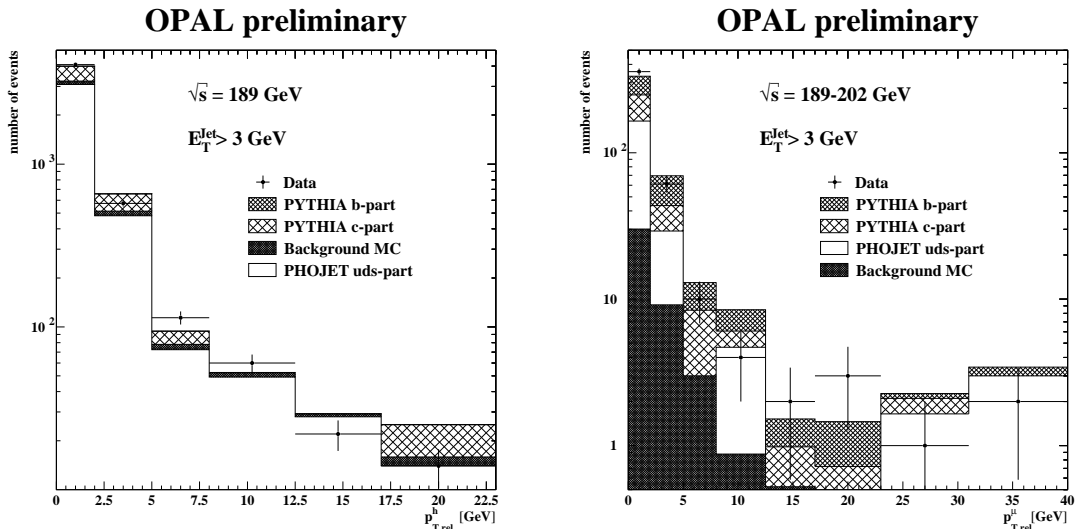 OPAL preliminary
number of events
√s = 189 GeV
E_T^Jet > 3 GeV
Data
PYTHIA b-part
PYTHIA c-part
Background MC
PHOJET uds-part
10^3
10^2
0 2.5 5 7.5 10 12.5 15 17.5 20 22.5
p^h_T,rel [GeV]
OPAL preliminary
number of events
√s = 189-202 GeV
E_T^Jet > 3 GeV
Data
PYTHIA b-part
PYTHIA c-part
PHOJET uds-part
Background MC
10^2
10
1
0 5 10 15 20 25 30 35 40
p^μ_T,rel [GeV]